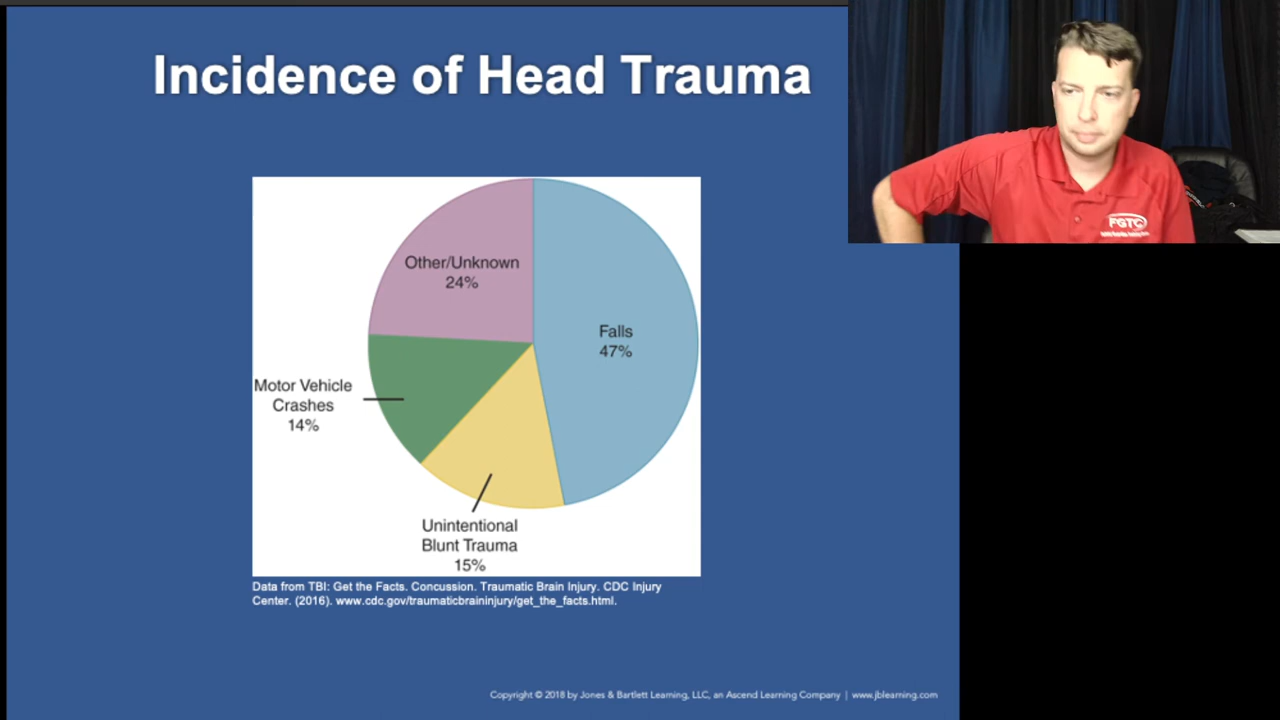 Incidence of Head Trauma
Other/Unknown
24%
Falls
47%
Motor Vehicle
Crashes
14%
Unintentional
Blunt Trauma
15%
Data from TBI: Get the Facts. Concussion. Traumatic Brain Injury. CDC Injury
Center. (2016). www.cdc.gov/traumaticbraininjury/get_the_facts.html.
Copyright © 2018 by Jones & Bartlett Learning, LLC, an Ascend Learning Company | www.jblearning.com
FGTC